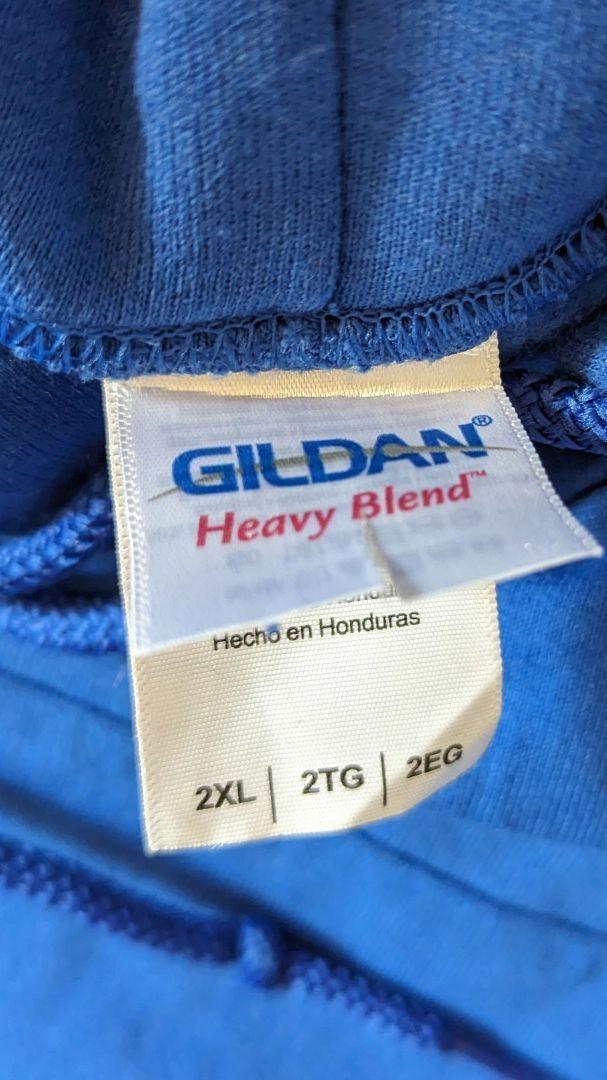 GILDAN®
Heavy Blend™
Hecho en Honduras
2XL | 2TG | 2EG